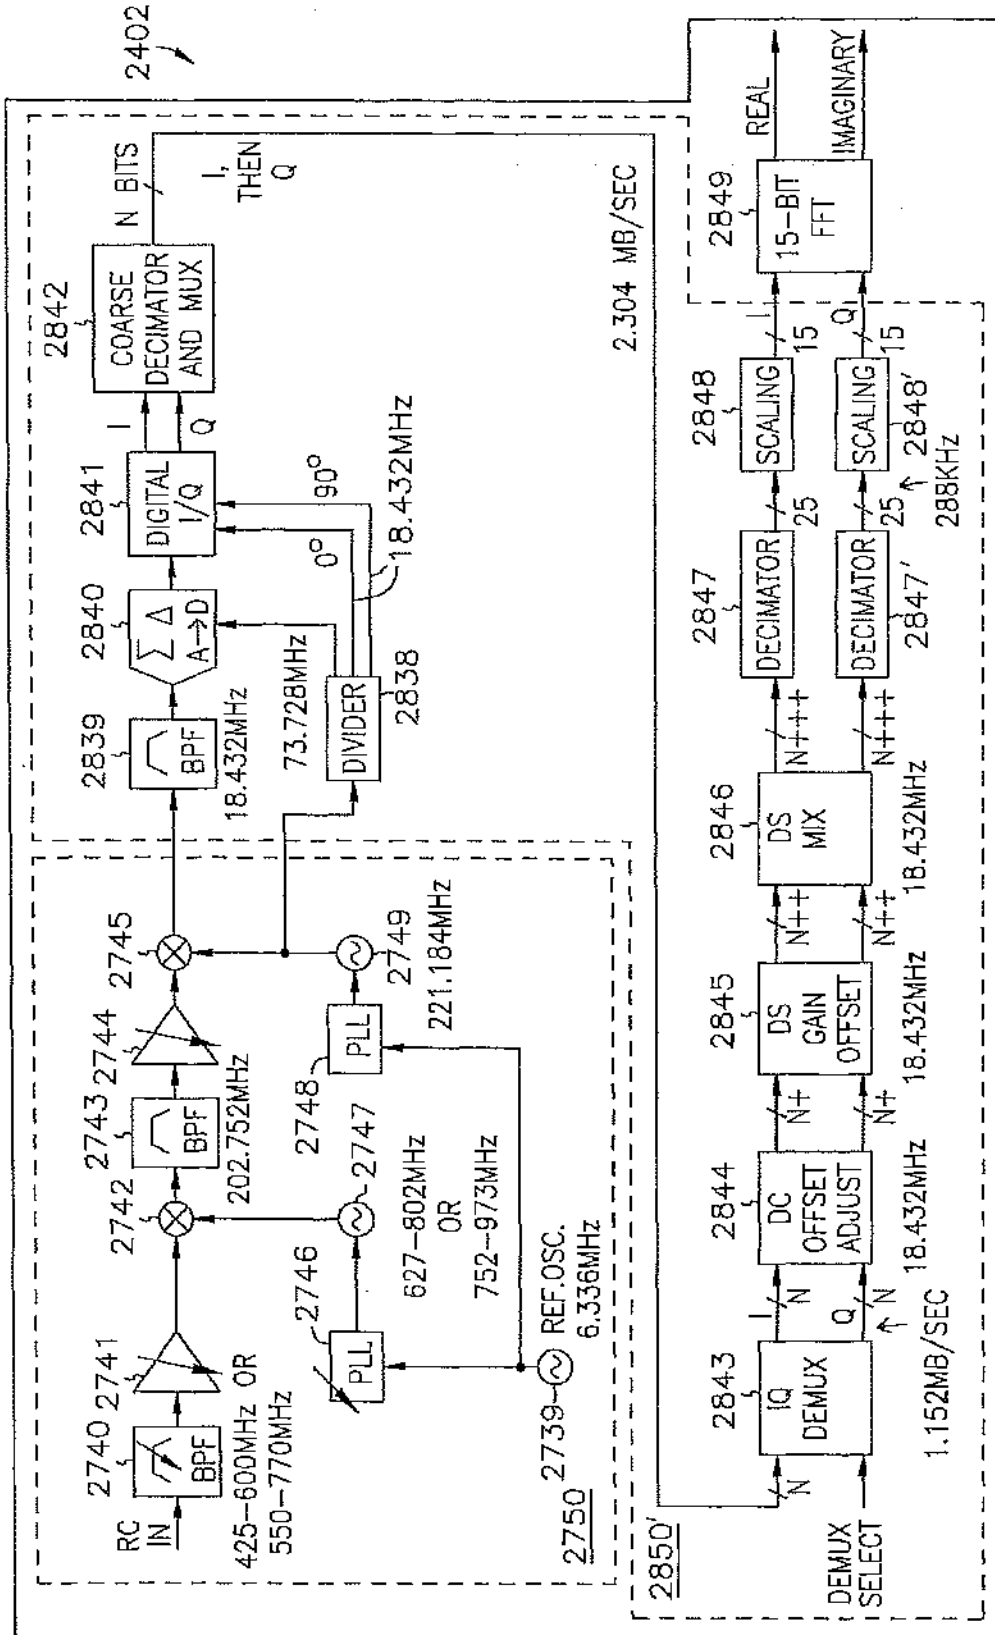 2402
RC
IN
2740
BPF
425-600MHz OR
550-770MHz
2741
2742
2743
BPF
202.752MHz
2744
2745
2746
PLL
2747
627-802MHz
OR
752-973MHz
2748
PLL
2749
221.184MHz
2739
REF.OSC.
6.336MHz
2750
2839
BPF
18.432MHz
2840
Σ Δ
A→D
2841
DIGITAL
I/Q
73.728MHz
DIVIDER
2838
0°
90°
18.432MHz
I
Q
2842
COARSE
DECIMATOR
AND MUX
N BITS
I,
THEN
Q
2.304 MB/SEC
2850'
DEMUX
SELECT
N
2843
IQ
DEMUX
I
N
Q
N
1.152MB/SEC
2844
DC
OFFSET
ADJUST
18.432MHz
N+
N+
2845
DS
GAIN
OFFSET
18.432MHz
N++
N++
2846
DS
MIX
18.432MHz
N+++
N+++
2847
DECIMATOR
DECIMATOR
2847'
25
25
288KHz
2848
SCALING
SCALING
2848'
I
15
Q
15
2849
15-BIT
FFT
REAL
IMAGINARY